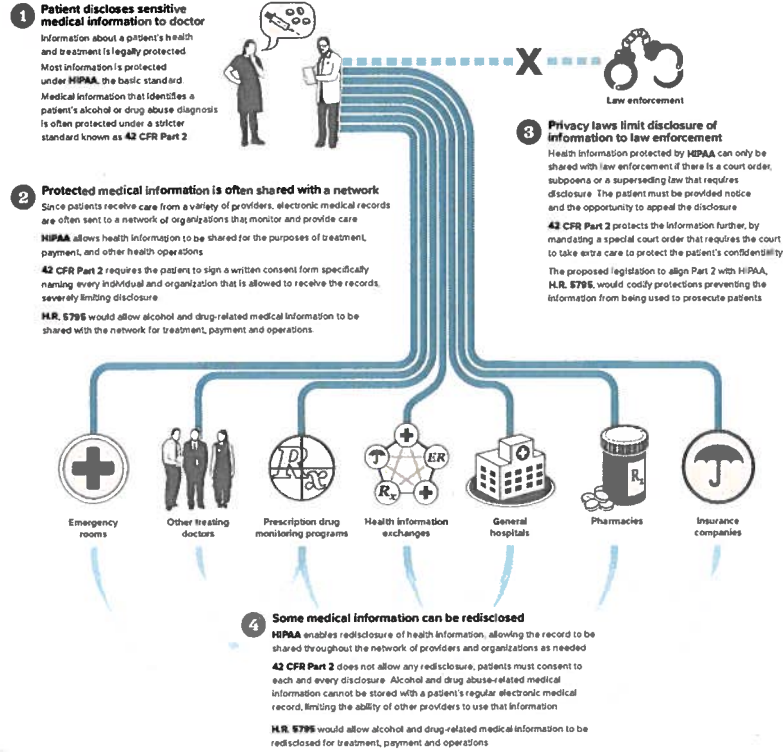 1
Patient discloses sensitive
medical information to doctor
Information about a patient's health
and treatment is legally protected
Most information is protected
under HIPAA, the basic standard
Medical information that identifies a
patient's alcohol or drug abuse diagnosis
is often protected under a stricter
standard known as 42 CFR Part 2
X
Law enforcement
3
Privacy laws limit disclosure of
information to law enforcement
Health information protected by HIPAA can only be
shared with law enforcement if there is a court order,
subpoena or a superseding law that requires
disclosure The patient must be provided notice
and the opportunity to appeal the disclosure
42 CFR Part 2 protects the information further, by
mandating a special court order that requires the court
to take extra care to protect the patient's confidentiality
The proposed legislation to align Part 2 with HIPAA,
H.R. 5795, would codify protections preventing the
information from being used to prosecute patients
2
Protected medical information is often shared with a network
Since patients receive care from a variety of providers, electronic medical records
are often sent to a network of organizations that monitor and provide care
HIPAA allows health information to be shared for the purposes of treatment,
payment, and other health operations
42 CFR Part 2 requires the patient to sign a written consent form specifically
naming every individual and organization that is allowed to receive the records,
severely limiting disclosure
H.R. 5795 would allow alcohol and drug-related medical information to be
shared with the network for treatment, payment and operations
Rx
ER
Rx
Rx
Emergency
rooms
Other treating
doctors
Prescription drug
monitoring programs
Health information
exchanges
General
hospitals
Pharmacies
Insurance
companies
4
Some medical information can be redisclosed
HIPAA enables redisclosure of health information, allowing the record to be
shared throughout the network of providers and organizations as needed
42 CFR Part 2 does not allow any redisclosure, patients must consent to
each and every disclosure Alcohol and drug abuse-related medical
information cannot be stored with a patient's regular electronic medical
record, limiting the ability of other providers to use that information
H.R. 5795 would allow alcohol and drug-related medical information to be
redisclosed for treatment, payment and operations